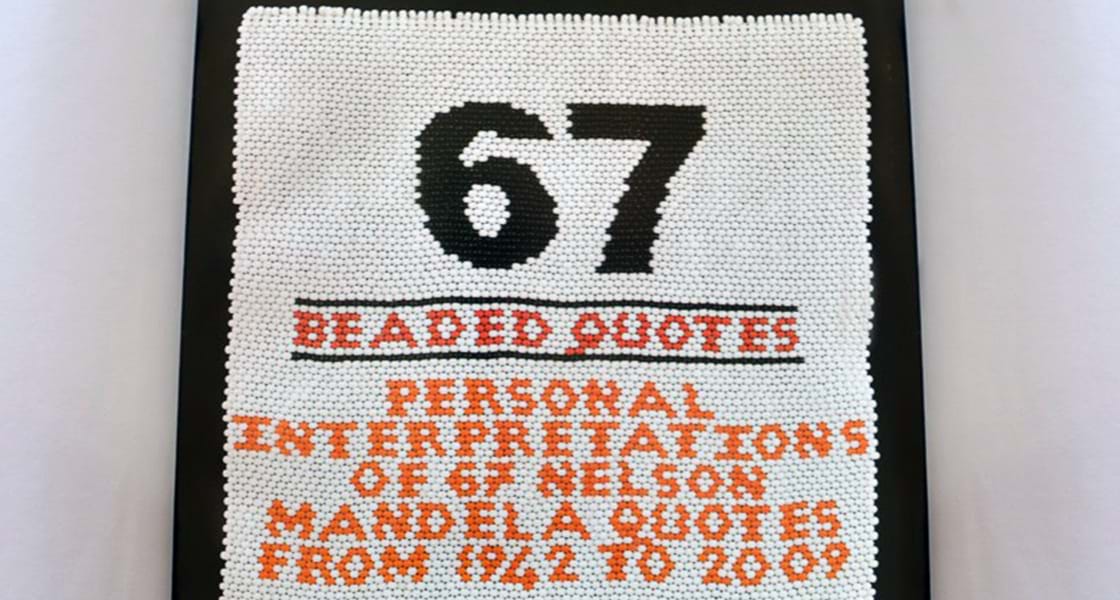 67
BEADED QUOTES
PERSONAL
INTERPRETATIONS
OF 67 NELSON
MANDELA QUOTES
FROM 1942 TO 2009